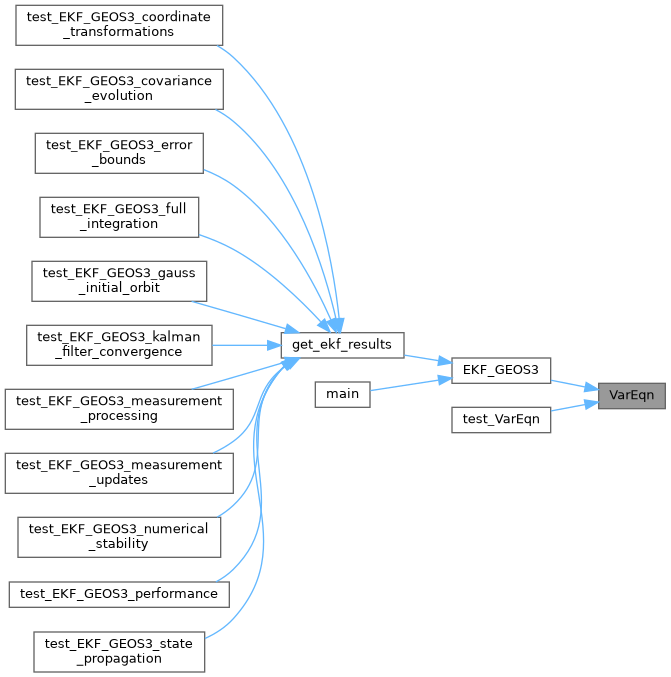 test_EKF_GEOS3_coordinate
_transformations
test_EKF_GEOS3_covariance
_evolution
test_EKF_GEOS3_error
_bounds
test_EKF_GEOS3_full
_integration
test_EKF_GEOS3_gauss
_initial_orbit
test_EKF_GEOS3_kalman
_filter_convergence
test_EKF_GEOS3_measurement
_processing
test_EKF_GEOS3_measurement
_updates
test_EKF_GEOS3_numerical
_stability
test_EKF_GEOS3_performance
test_EKF_GEOS3_state
_propagation
get_ekf_results
main
EKF_GEOS3
test_VarEqn
VarEqn